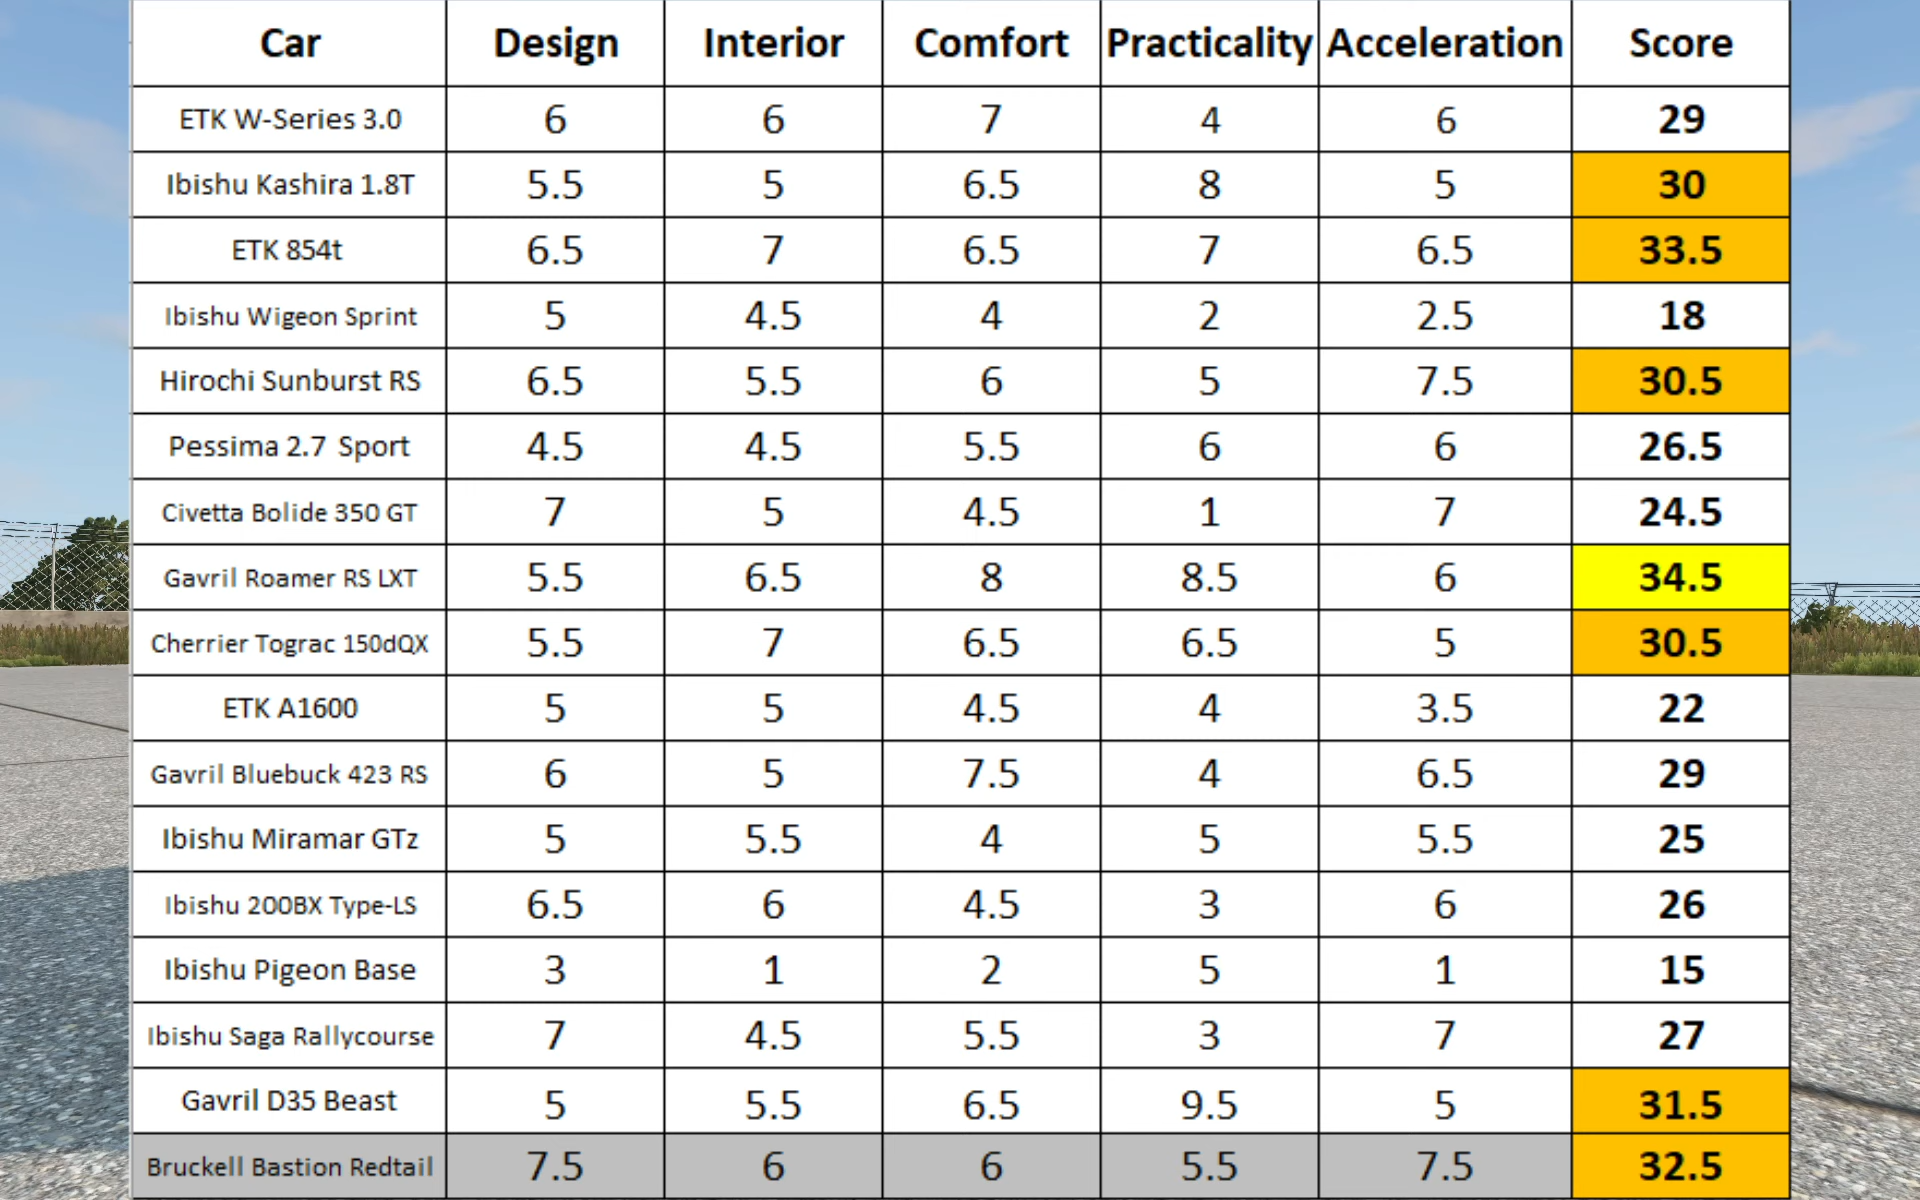 Car Design Interior Comfort Practicality Acceleration Score
ETK W-Series 3.0 6 6 7 4 6 29
Ibishu Kashira 1.8T 5.5 5 6.5 8 5 30
ETK 854t 6.5 7 6.5 7 6.5 33.5
Ibishu Wigeon Sprint 5 4.5 4 2 2.5 18
Hirochi Sunburst RS 6.5 5.5 6 5 7.5 30.5
Pessima 2.7 Sport 4.5 4.5 5.5 6 6 26.5
Civetta Bolide 350 GT 7 5 4.5 1 7 24.5
Gavril Roamer RS LXT 5.5 6.5 8 8.5 6 34.5
Cherrier Tograc 150dQX 5.5 7 6.5 6.5 5 30.5
ETK A1600 5 5 4.5 4 3.5 22
Gavril Bluebuck 423 RS 6 5 7.5 4 6.5 29
Ibishu Miramar GTz 5 5.5 4 5 5.5 25
Ibishu 200BX Type-LS 6.5 6 4.5 3 6 26
Ibishu Pigeon Base 3 1 2 5 1 15
Ibishu Saga Rallycourse 7 4.5 5.5 3 7 27
Gavril D35 Beast 5 5.5 6.5 9.5 5 31.5
Bruckell Bastion Redtail 7.5 6 6 5.5 7.5 32.5